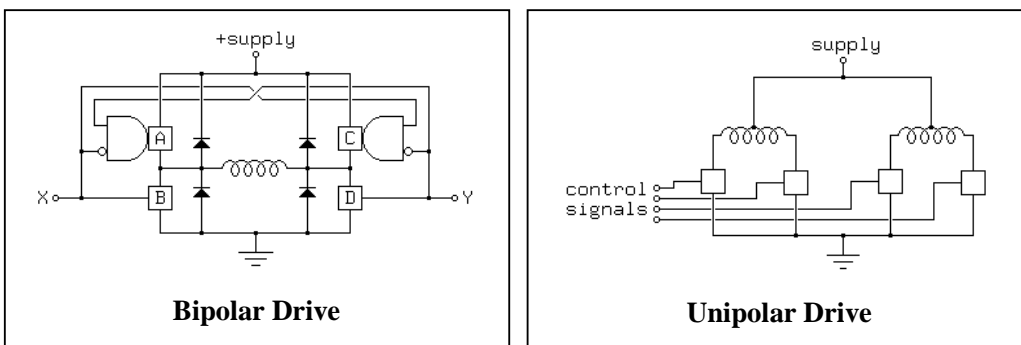 +supply
A
C
X
B
D
Y
Bipolar Drive
supply
control
signals
Unipolar Drive